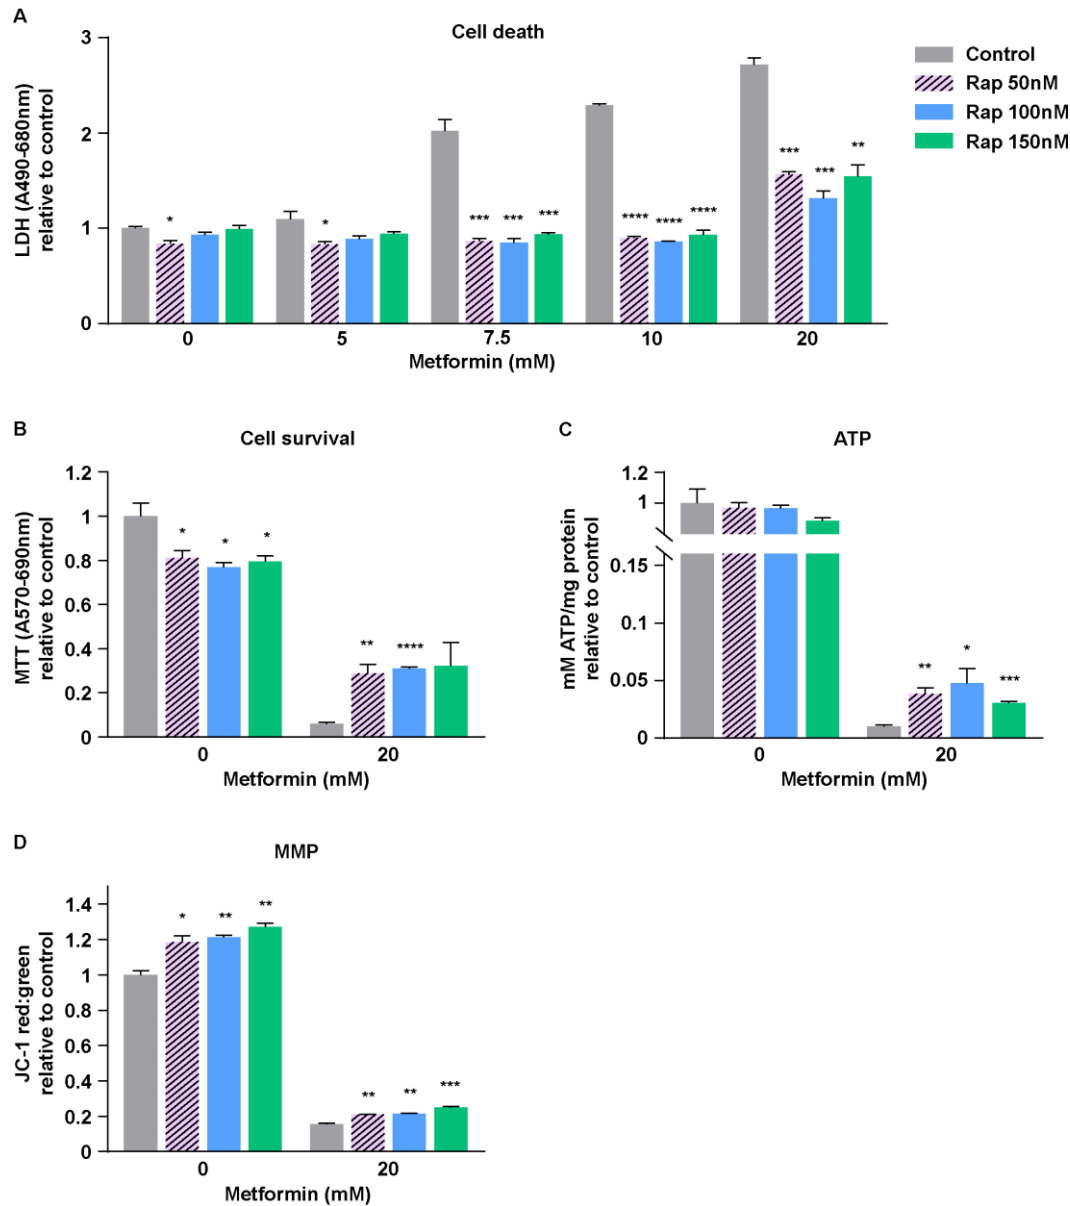 A
Cell death
LDH (A490-680nm)
relative to control
3
2
1
0
* * *** *** *** **** **** **** *** *** **
0 5 7.5 10 20
Metformin (mM)
Control
Rap 50nM
Rap 100nM
Rap 150nM
B
Cell survival
MTT (A570-690nm)
relative to control
1.2
1
0.8
0.6
0.4
0.2
0
* * * ** ****
0 20
Metformin (mM)
C
ATP
mM ATP/mg protein
relative to control
1.2
1
0.15
0.1
0.05
0
** * ***
0 20
Metformin (mM)
D
MMP
JC-1 red:green
relative to control
1.4
1.2
1
0.8
0.6
0.4
0.2
0
* ** ** ** ** ***
0 20
Metformin (mM)